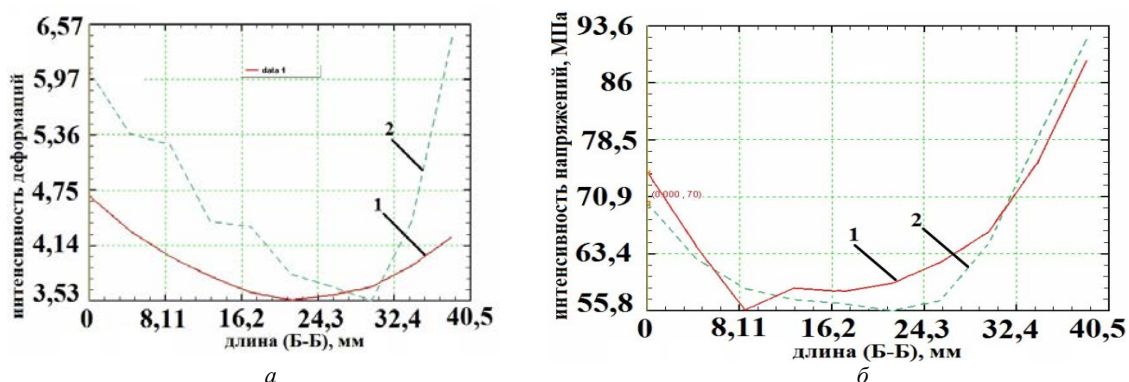 6,57
5,97
5,36
4,75
4,14
3,53
интенсивность деформаций
data 1
2
1
0 8,11 16,2 24,3 32,4 40,5
длина (Б-Б), мм
а
93,6
86
78,5
70,9
63,4
55,8
интенсивность напряжений, МПа
(0.000 , 70)
1
2
0 8,11 16,2 24,3 32,4 40,5
длина (Б-Б), мм
б